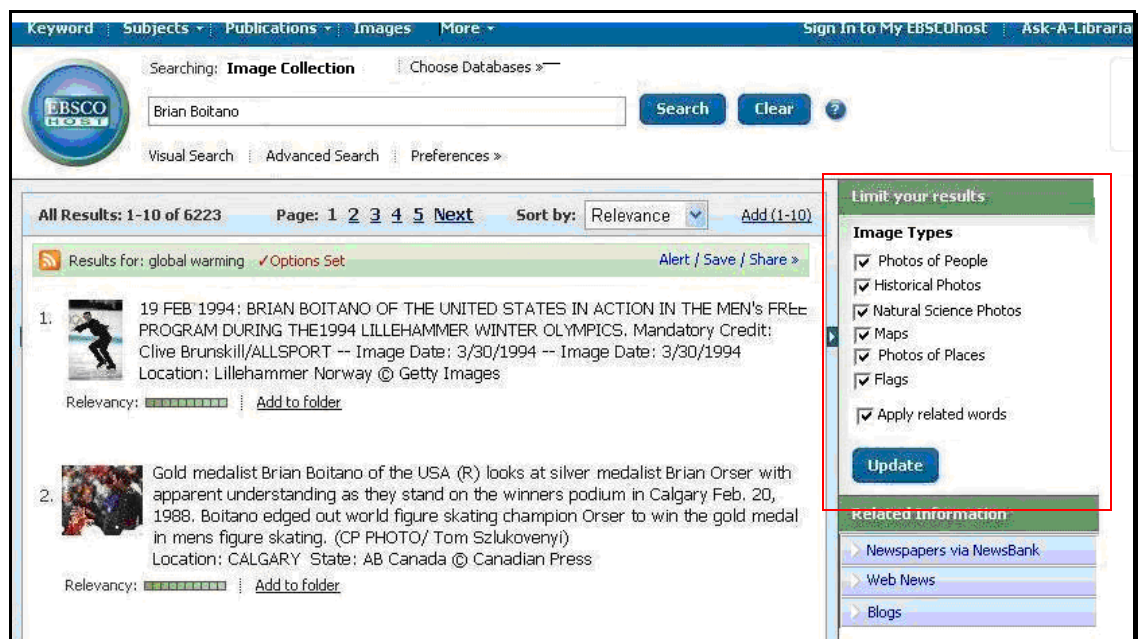 Keyword Subjects Publications Images More Sign In to My EBSCOhost Ask-A-Libraria
Searching: Image Collection Choose Databases »
EBSCO
HOST
Brian Boitano
Search Clear ?
Visual Search Advanced Search Preferences »
All Results: 1-10 of 6223 Page: 1 2 3 4 5 Next Sort by: Relevance Add (1-10)
Results for: global warming ✓Options Set Alert / Save / Share »
1. 19 FEB 1994: BRIAN BOITANO OF THE UNITED STATES IN ACTION IN THE MEN's FREE
PROGRAM DURING THE1994 LILLEHAMMER WINTER OLYMPICS. Mandatory Credit:
Clive Brunskill/ALLSPORT -- Image Date: 3/30/1994 -- Image Date: 3/30/1994
Location: Lillehammer Norway © Getty Images
Relevancy: Add to folder
2. Gold medalist Brian Boitano of the USA (R) looks at silver medalist Brian Orser with
apparent understanding as they stand on the winners podium in Calgary Feb. 20,
1988. Boitano edged out world figure skating champion Orser to win the gold medal
in mens figure skating. (CP PHOTO/ Tom Szlukovenyi)
Location: CALGARY State: AB Canada © Canadian Press
Relevancy: Add to folder
Limit your results
Image Types
Photos of People
Historical Photos
Natural Science Photos
Maps
Photos of Places
Flags
Apply related words
Update
Related Information
Newspapers via NewsBank
Web News
Blogs